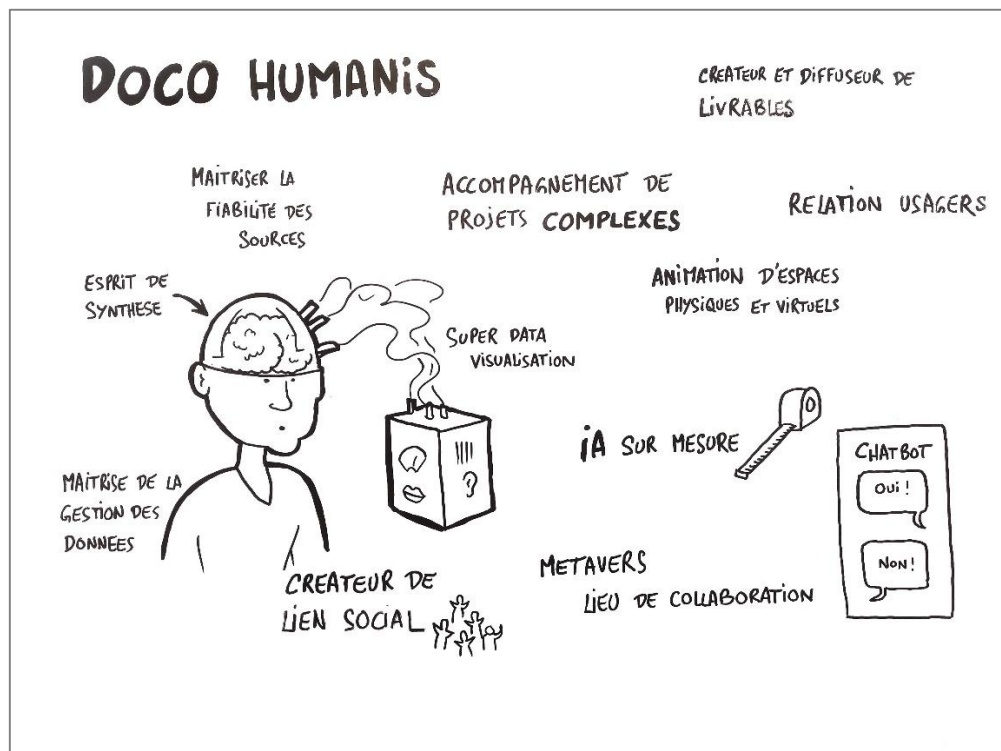 DOCO HUMANIS
CREATEUR ET DIFFUSEUR DE
LIVRABLES
MAITRISER LA
FIABILITÉ DES
SOURCES
ACCOMPAGNEMENT DE
PROJETS COMPLEXES
RELATION USAGERS
ESPRIT DE
SYNTHESE
ANIMATION D'ESPACES
PHYSIQUES ET VIRTUELS
SUPER DATA
VISUALISATION
IA SUR MESURE
CHATBOT
OUI !
NON !
MAITRISE DE LA
GESTION DES
DONNEES
METAVERS
LIEU DE COLLABORATION
CREATEUR DE
LIEN SOCIAL